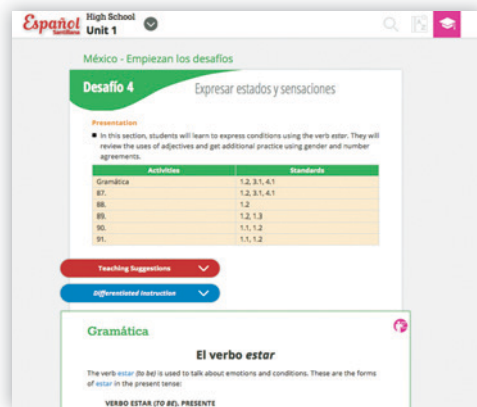 Español
Santillana
High School
Unit 1
México - Empiezan los desafíos
Desafío 4
Expresar estados y sensaciones
Presentation
■ In this section, students will learn to express conditions using the verb estar. They will
review the uses of adjectives and get additional practice using gender and number
agreements.
Activities Standards
Gramática 1.2, 3.1, 4.1
87. 1.2, 3.1, 4.1
88. 1.2
89. 1.2, 1.3
90. 1.1, 1.2
91. 1.1, 1.2
Teaching Suggestions
Differentiated Instruction
Gramática
El verbo estar
The verb estar (to be) is used to talk about emotions and conditions. These are the forms
of estar in the present tense:
VERBO ESTAR (TO BE). PRESENTE